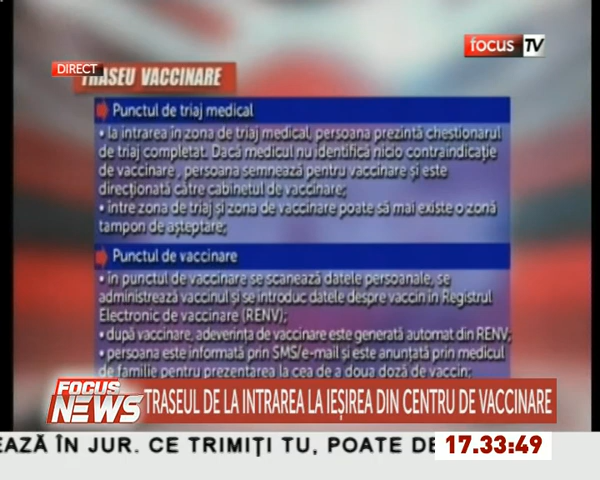 focus TV
DIRECT
TRASEU VACCINARE
Punctul de triaj medical
• la intrarea în zona de triaj medical, persoana prezintă chestionarul
de triaj completat. Dacă medicul nu identifică nicio contraindicație
de vaccinare , persoana semnează pentru vaccinare și este
direcționată către cabinetul de vaccinare;
• între zona de triaj și zona de vaccinare poate să mai existe o zonă
tampon de așteptare;
Punctul de vaccinare
• în punctul de vaccinare se scanează datele persoanale, se
administrează vaccinul și se introduc datele despre vaccin în Registrul
Electronic de vaccinare (RENV);
• după vaccinare, adeverința de vaccinare este generată automat din RENV;
• persoana este informată prin SMS/e-mail și este anunțată prin medicul
de familie pentru prezentarea la cea de a doua doză de vaccin;
FOCUS
NEWS
TRASEUL DE LA INTRAREA LA IEȘIREA DIN CENTRU DE VACCINARE
EAZĂ ÎN JUR. CE TRIMIȚI TU, POATE DE
17.33:49